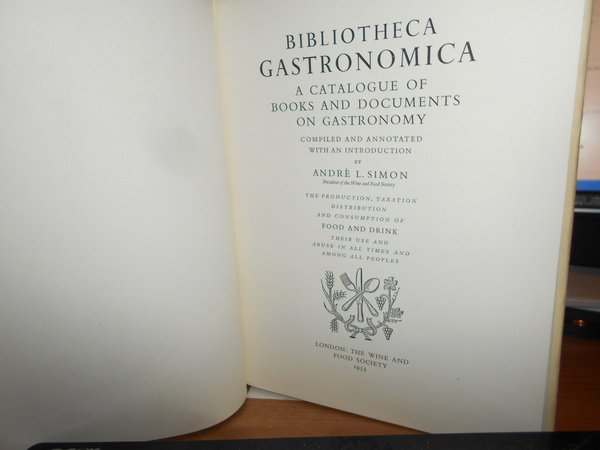 BIBLIOTHECA
GASTRONOMICA
A CATALOGUE OF
BOOKS AND DOCUMENTS
ON GASTRONOMY
COMPILED AND ANNOTATED
WITH AN INTRODUCTION
BY
ANDRÈ L. SIMON
President of the Wine and Food Society
THE PRODUCTION, TAXATION
DISTRIBUTION
AND CONSUMPTION OF
FOOD AND DRINK
THEIR USE AND
ABUSE IN ALL TIMES AND
AMONG ALL PEOPLES
LONDON: THE WINE AND
FOOD SOCIETY
1953